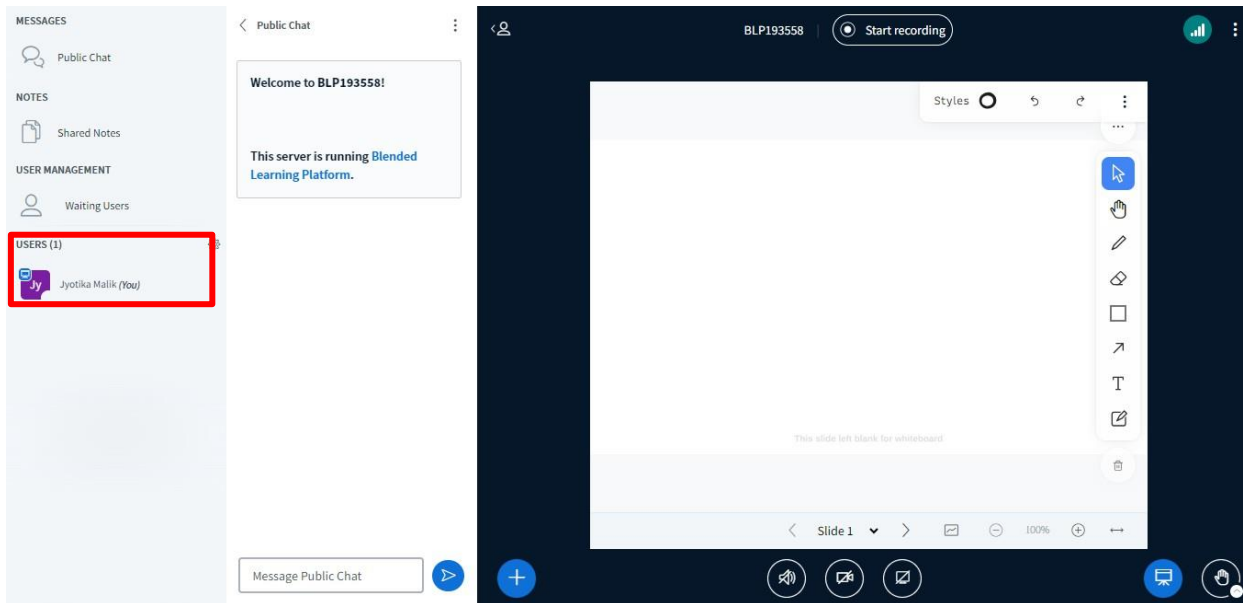 MESSAGES
Public Chat
NOTES
Shared Notes
USER MANAGEMENT
Waiting Users
USERS (1)
Jy
Jyotika Malik (You)
Public Chat
Welcome to BLP193558!
This server is running Blended
Learning Platform.
Message Public Chat
BLP193558
Start recording
Styles
T
This slide left blank for whiteboard
Slide 1
100%